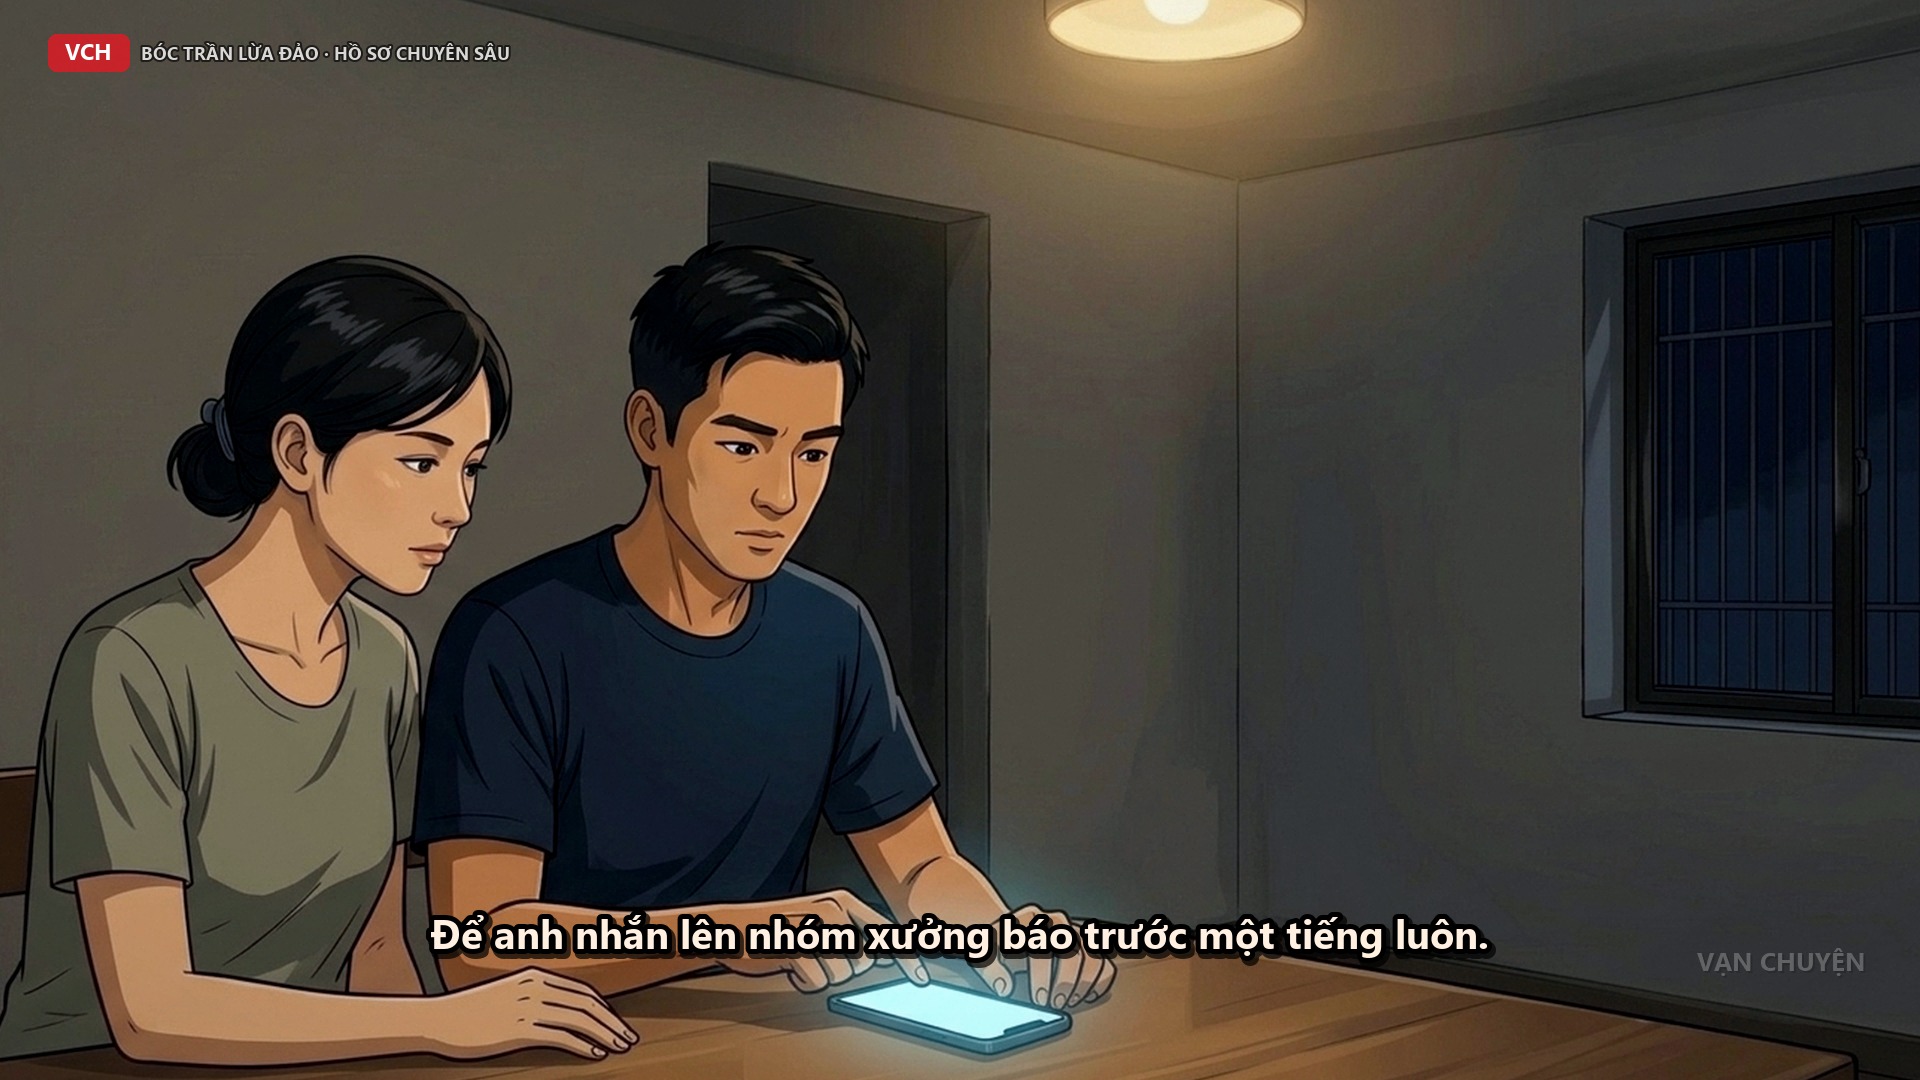 VCH BÓC TRẦN LỪA ĐẢO · HỒ SƠ CHUYÊN SÂU
Để anh nhắn lên nhóm xưởng báo trước một tiếng luôn.
VẠN CHUYỆN